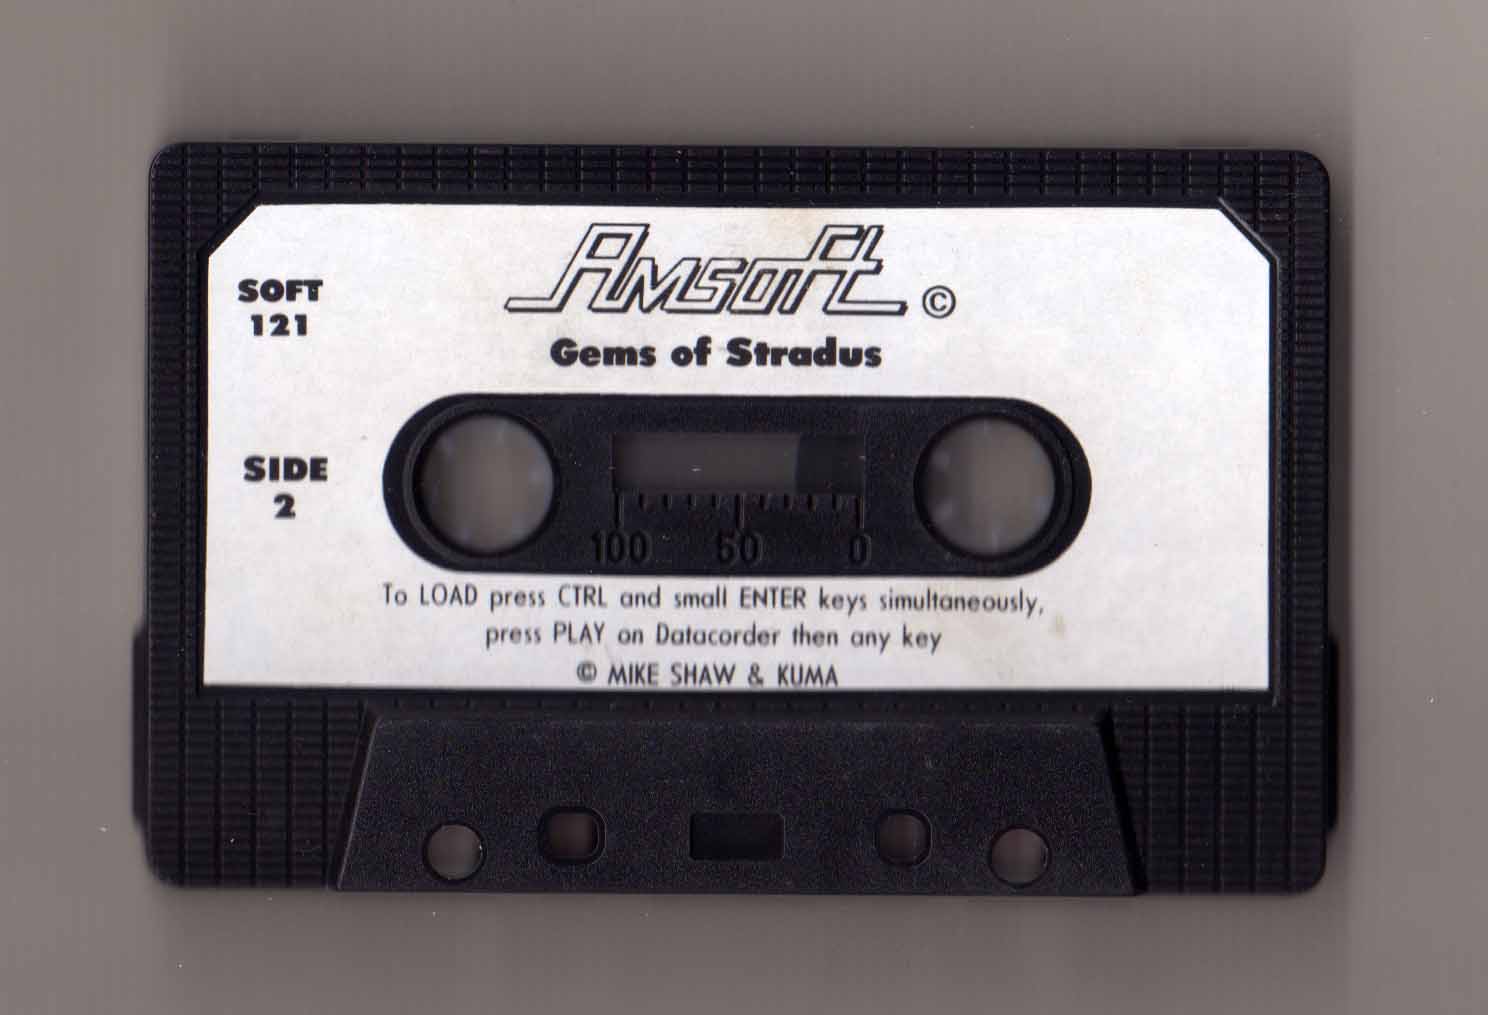 Amsoft ©
Gems of Stradus
SOFT
121
SIDE
2
100 50 0
To LOAD press CTRL and small ENTER keys simultaneously,
press PLAY on Datacorder then any key
© MIKE SHAW & KUMA